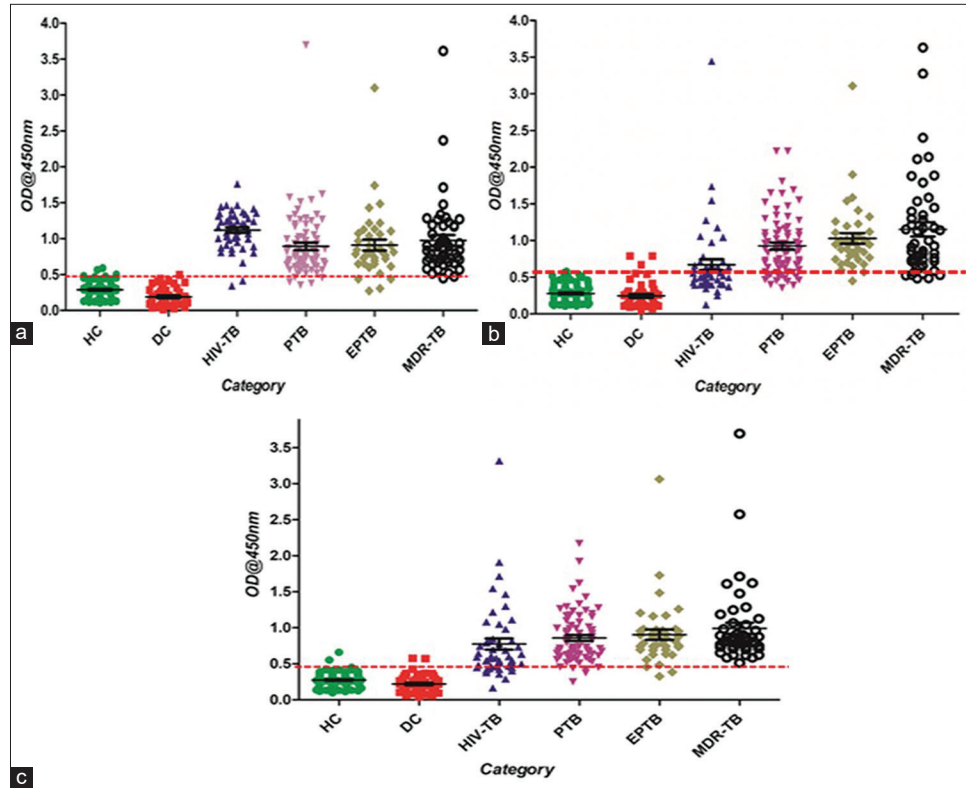 4.0
3.5
3.0
2.5
2.0
1.5
1.0
0.5
0.0
OD@450nm
HC
DC
HIV-TB
PTB
EPTB
MDR-TB
Category
a
4.0
3.5
3.0
2.5
2.0
1.5
1.0
0.5
0.0
OD@450nm
HC
DC
HIV-TB
PTB
EPTB
MDR-TB
Category
b
3.5
3.0
2.5
2.0
1.5
1.0
0.5
0.0
OD@450nm
HC
DC
HIV-TB
PTB
EPTB
MDR-TB
Category
c